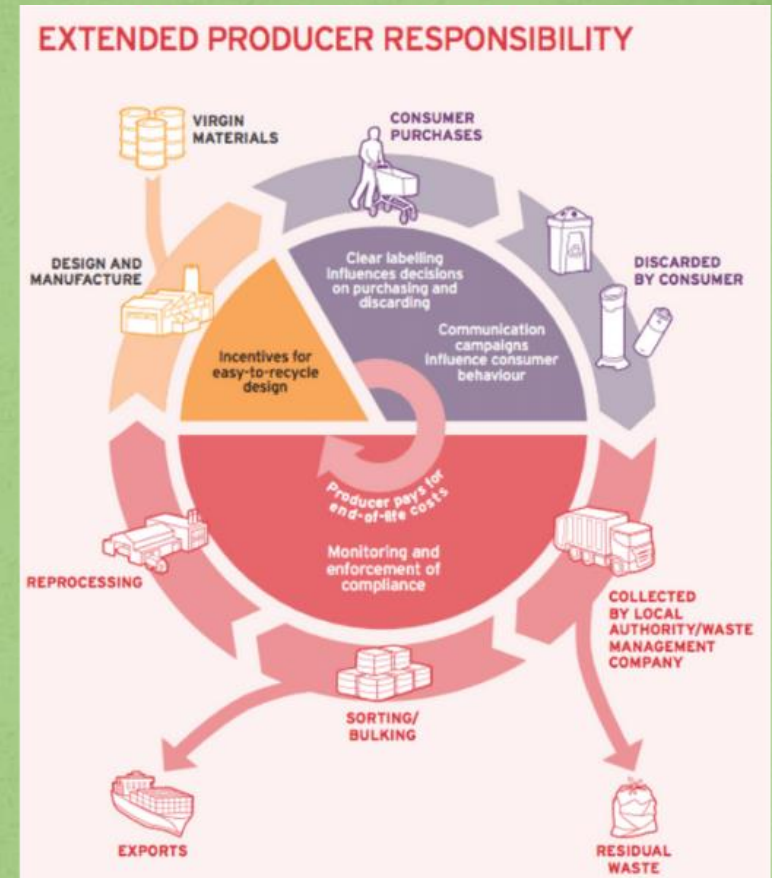 EXTENDED PRODUCER RESPONSIBILITY
VIRGIN
MATERIALS
CONSUMER
PURCHASES
DESIGN AND
MANUFACTURE
DISCARDED
BY CONSUMER
Clear labelling
influences decisions
on purchasing and
discarding
Communication
campaigns
influence consumer
behaviour
Incentives for
easy-to-recycle
design
Producer pays for
end-of-life costs
Monitoring and
enforcement of
compliance
REPROCESSING
COLLECTED
BY LOCAL
AUTHORITY/WASTE
MANAGEMENT
COMPANY
SORTING/
BULKING
EXPORTS
RESIDUAL
WASTE